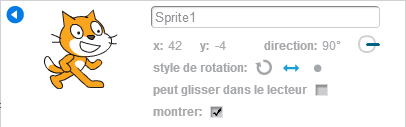 Sprite1
x: 42 y: -4 direction: 90°
style de rotation:
peut glisser dans le lecteur
montrer: